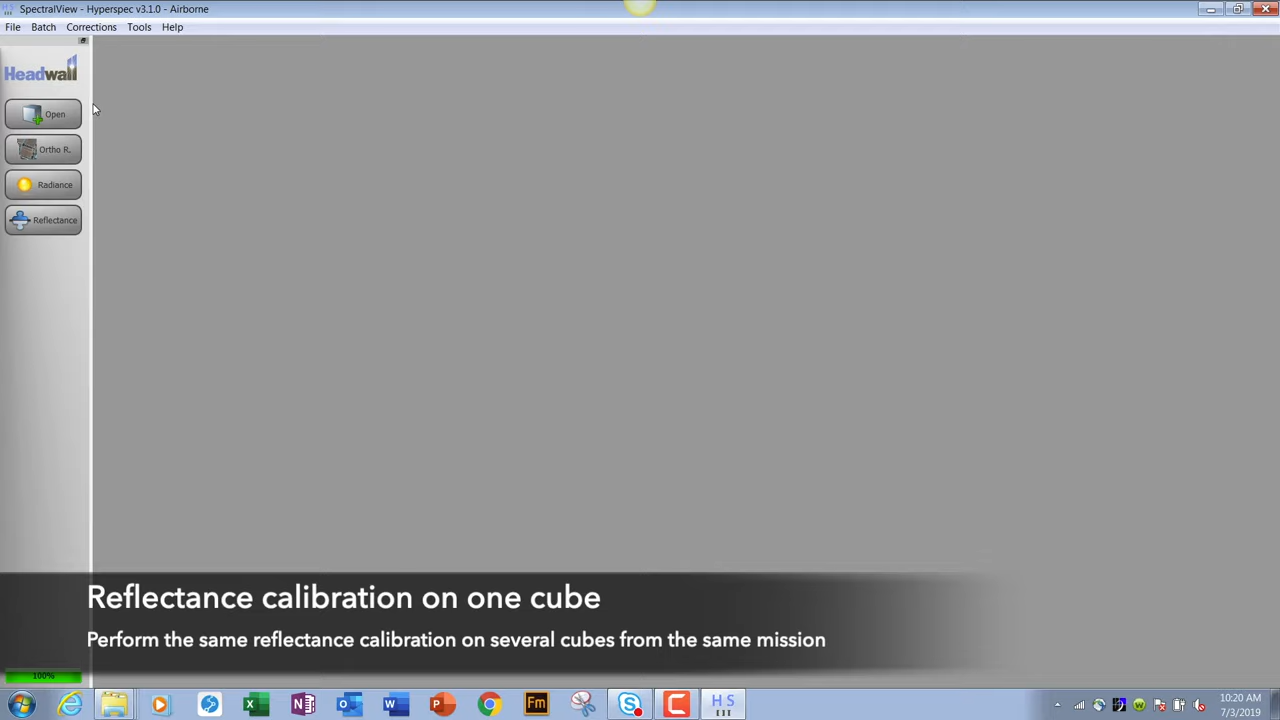 SpectralView - Hyperspec v3.1.0 - Airborne
File Batch Corrections Tools Help
Headwall
Open
Ortho R.
Radiance
Reflectance
Reflectance calibration on one cube
Perform the same reflectance calibration on several cubes from the same mission
100%
10:20 AM
7/3/2019